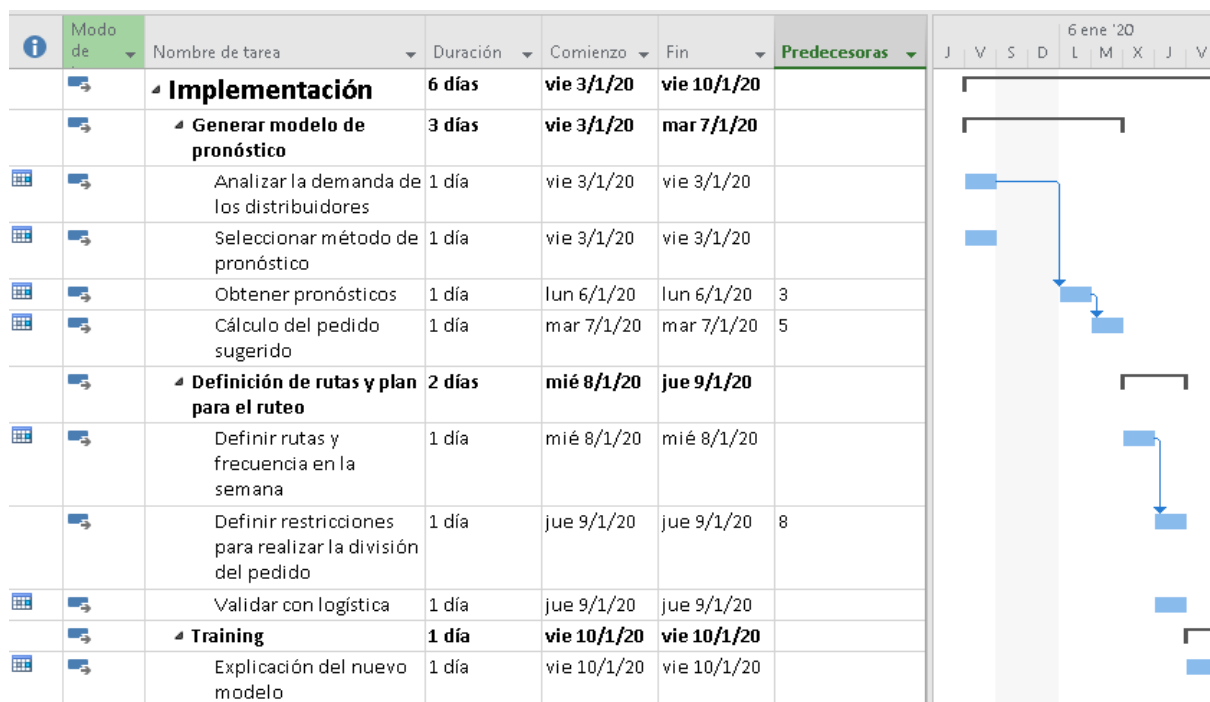 Modo de
Nombre de tarea Duración Comienzo Fin Predecesoras
6 ene '20
J V S D L M X J V
Implementación 6 días vie 3/1/20 vie 10/1/20
Generar modelo de 3 días vie 3/1/20 mar 7/1/20
pronóstico
Analizar la demanda de 1 día vie 3/1/20 vie 3/1/20
los distribuidores
Seleccionar método de 1 día vie 3/1/20 vie 3/1/20
pronóstico
Obtener pronósticos 1 día lun 6/1/20 lun 6/1/20 3
Cálculo del pedido 1 día mar 7/1/20 mar 7/1/20 5
sugerido
Definición de rutas y plan 2 días mié 8/1/20 jue 9/1/20
para el ruteo
Definir rutas y 1 día mié 8/1/20 mié 8/1/20
frecuencia en la
semana
Definir restricciones 1 día jue 9/1/20 jue 9/1/20 8
para realizar la división
del pedido
Validar con logística 1 día jue 9/1/20 jue 9/1/20
Training 1 día vie 10/1/20 vie 10/1/20
Explicación del nuevo 1 día vie 10/1/20 vie 10/1/20
modelo